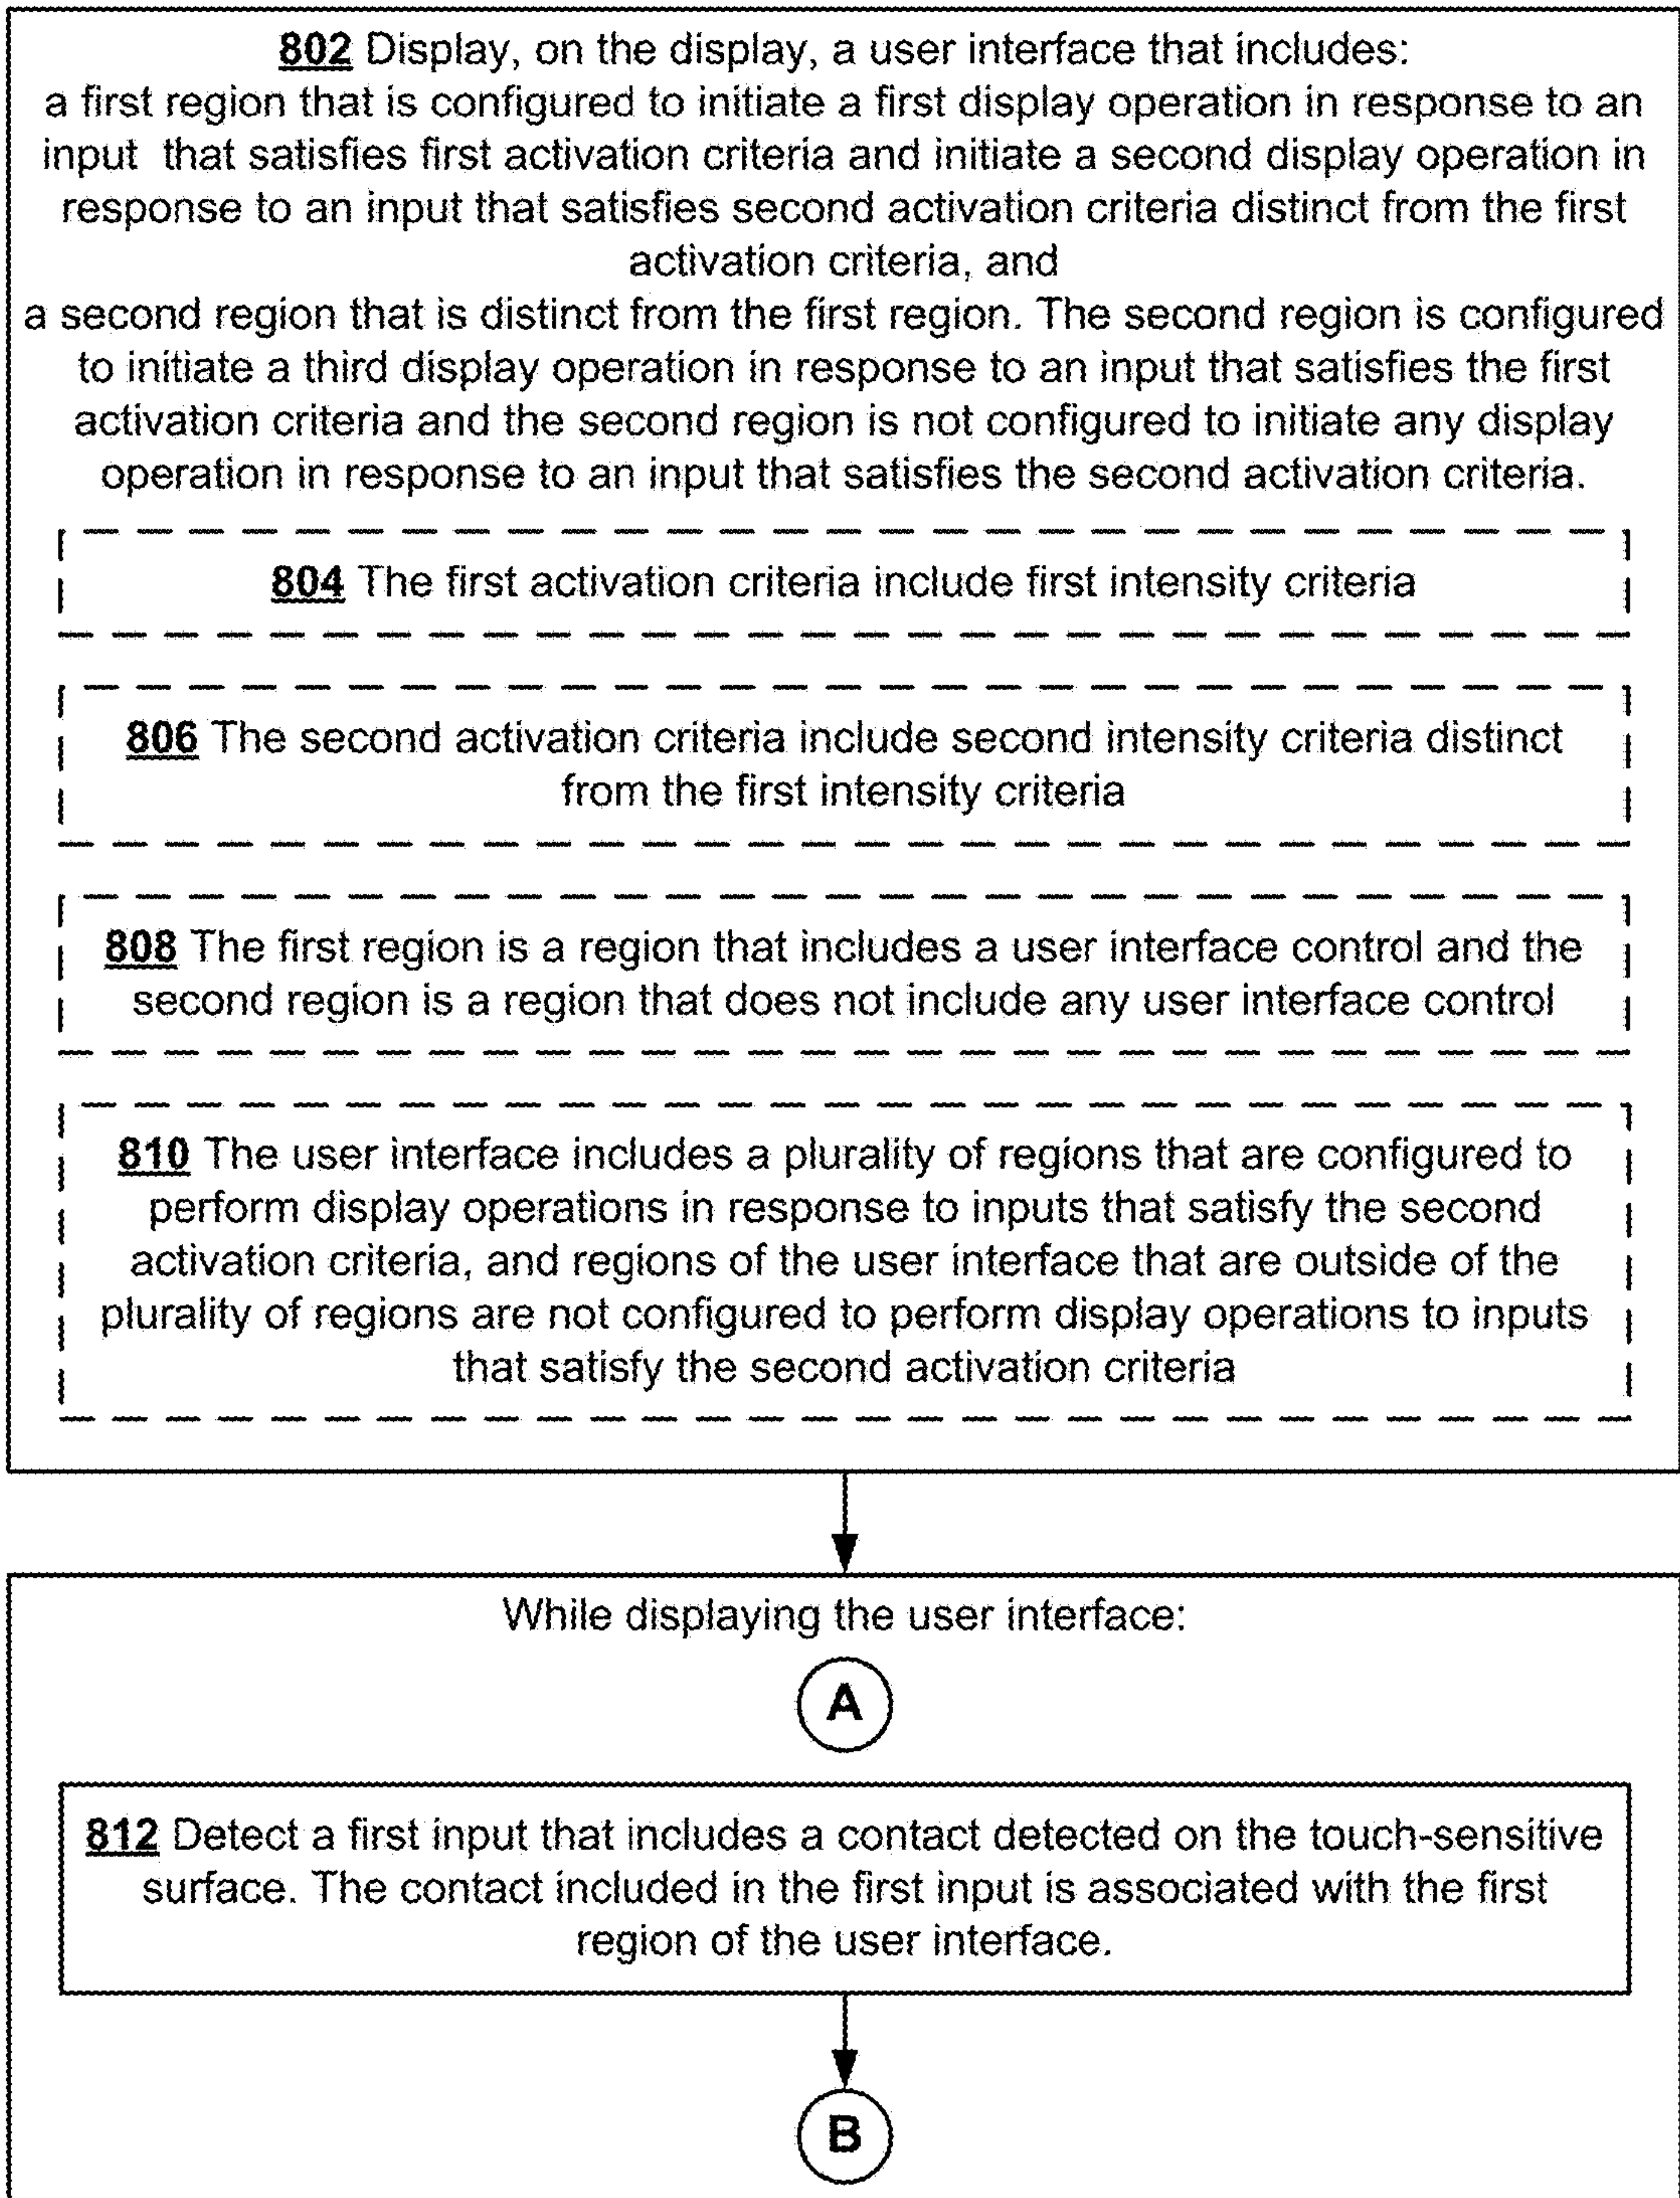 802 Display, on the display, a user interface that includes:
a first region that is configured to initiate a first display operation in response to an
input that satisfies first activation criteria and initiate a second display operation in
response to an input that satisfies second activation criteria distinct from the first
activation criteria, and
a second region that is distinct from the first region. The second region is configured
to initiate a third display operation in response to an input that satisfies the first
activation criteria and the second region is not configured to initiate any display
operation in response to an input that satisfies the second activation criteria.
804 The first activation criteria include first intensity criteria
806 The second activation criteria include second intensity criteria distinct
from the first intensity criteria
808 The first region is a region that includes a user interface control and the
second region is a region that does not include any user interface control
810 The user interface includes a plurality of regions that are configured to
perform display operations in response to inputs that satisfy the second
activation criteria, and regions of the user interface that are outside of the
plurality of regions are not configured to perform display operations to inputs
that satisfy the second activation criteria
While displaying the user interface:
A
812 Detect a first input that includes a contact detected on the touch-sensitive
surface. The contact included in the first input is associated with the first
region of the user interface.
B